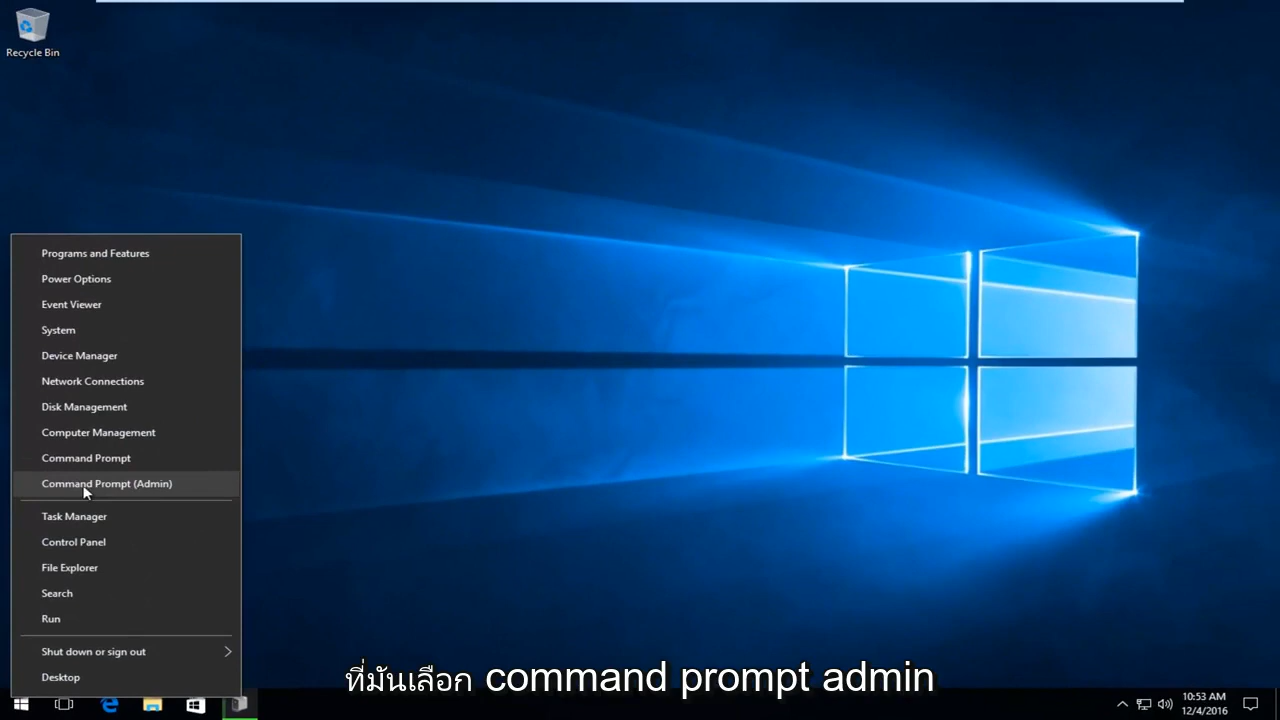 Recycle Bin
Programs and Features
Power Options
Event Viewer
System
Device Manager
Network Connections
Disk Management
Computer Management
Command Prompt
Command Prompt (Admin)
Task Manager
Control Panel
File Explorer
Search
Run
Shut down or sign out
Desktop
ที่มันเลือก command prompt admin
10:53 AM
12/4/2016